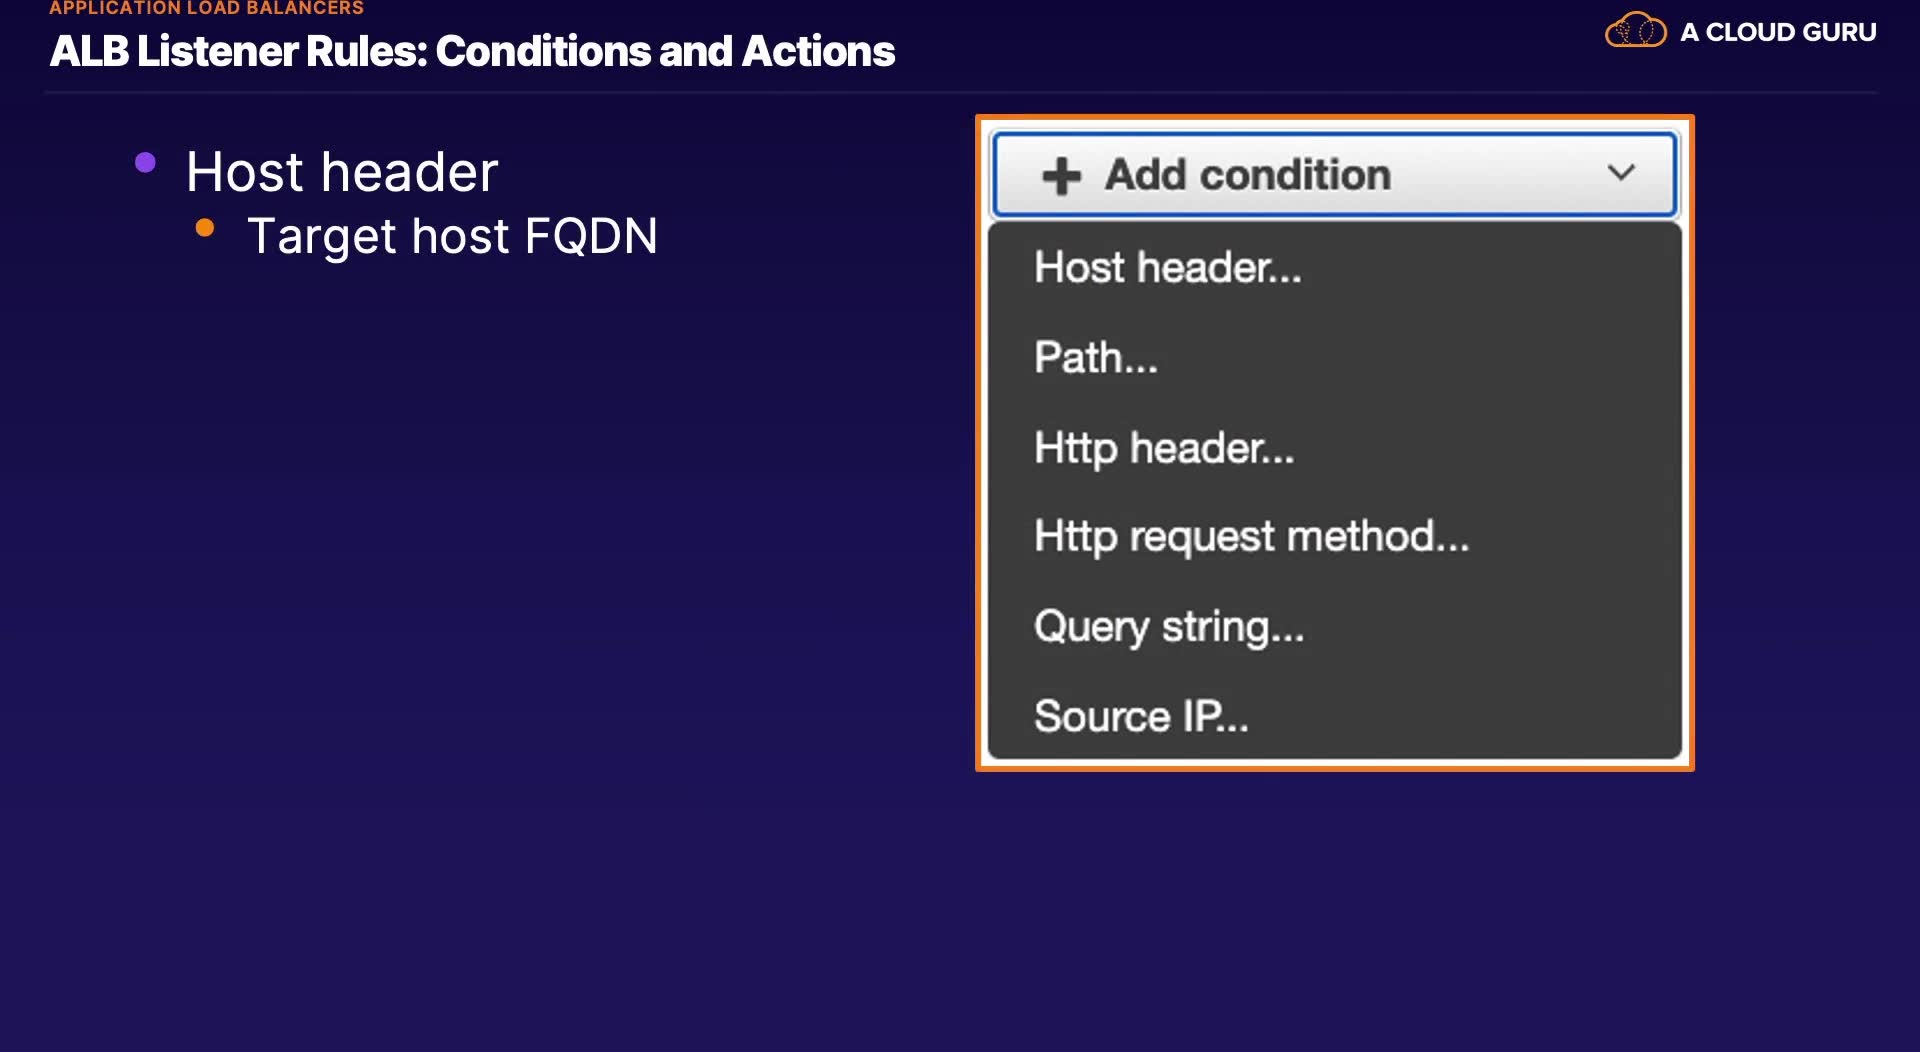 APPLICATION LOAD BALANCERS
ALB Listener Rules: Conditions and Actions
A CLOUD GURU
Host header
Target host FQDN
Add condition
Host header...
Path...
Http header...
Http request method...
Query string...
Source IP...